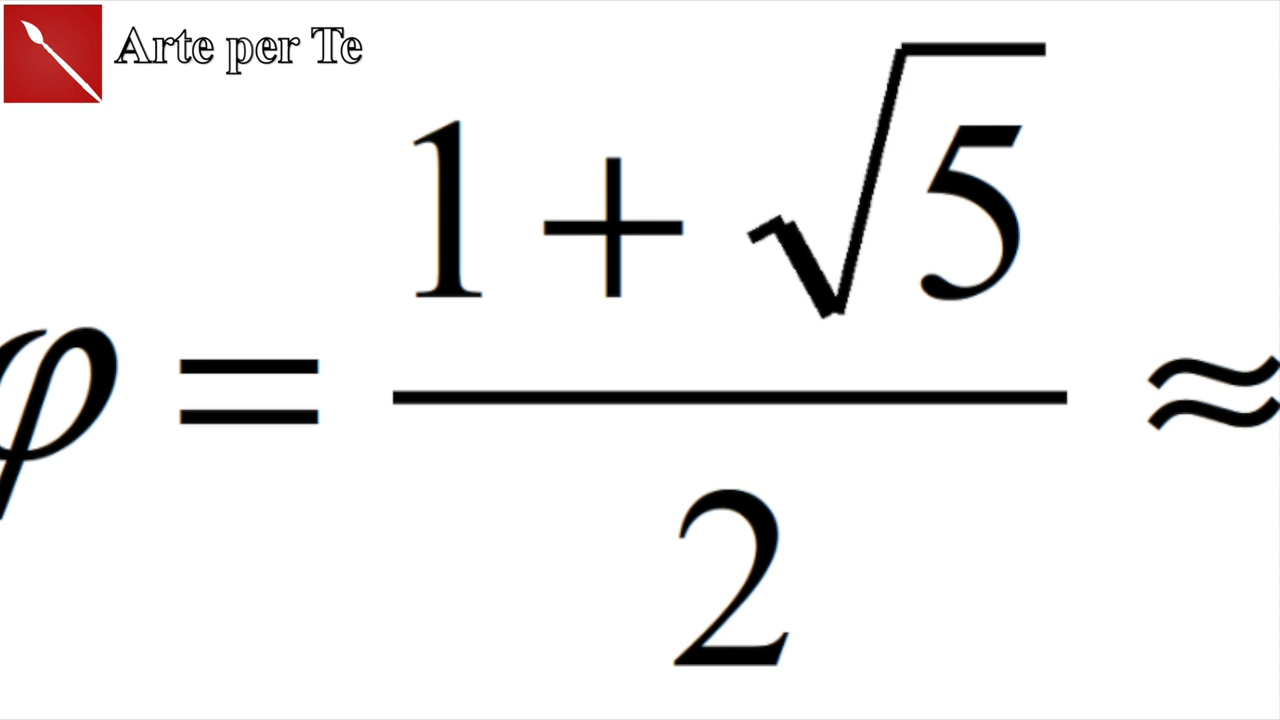 Arte per Te
φ = (1 + √5) / 2 ≈